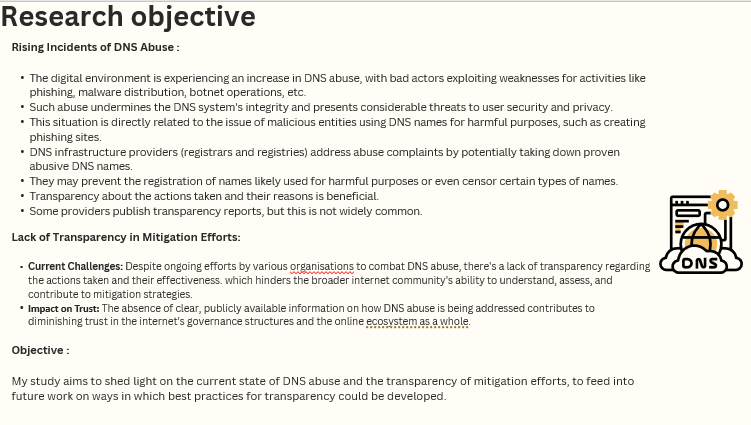 Research objective
Rising Incidents of DNS Abuse :
• The digital environment is experiencing an increase in DNS abuse, with bad actors exploiting weaknesses for activities like
phishing, malware distribution, botnet operations, etc.
• Such abuse undermines the DNS system's integrity and presents considerable threats to user security and privacy.
• This situation is directly related to the issue of malicious entities using DNS names for harmful purposes, such as creating
phishing sites.
• DNS infrastructure providers (registrars and registries) address abuse complaints by potentially taking down proven
abusive DNS names.
• They may prevent the registration of names likely used for harmful purposes or even censor certain types of names.
• Transparency about the actions taken and their reasons is beneficial.
• Some providers publish transparency reports, but this is not widely common.
Lack of Transparency in Mitigation Efforts:
• Current Challenges: Despite ongoing efforts by various organisations to combat DNS abuse, there's a lack of transparency regarding
the actions taken and their effectiveness. which hinders the broader internet community's ability to understand, assess, and
contribute to mitigation strategies.
• Impact on Trust: The absence of clear, publicly available information on how DNS abuse is being addressed contributes to
diminishing trust in the internet's governance structures and the online ecosystem as a whole.
DNS
Objective :
My study aims to shed light on the current state of DNS abuse and the transparency of mitigation efforts, to feed into
future work on ways in which best practices for transparency could be developed.